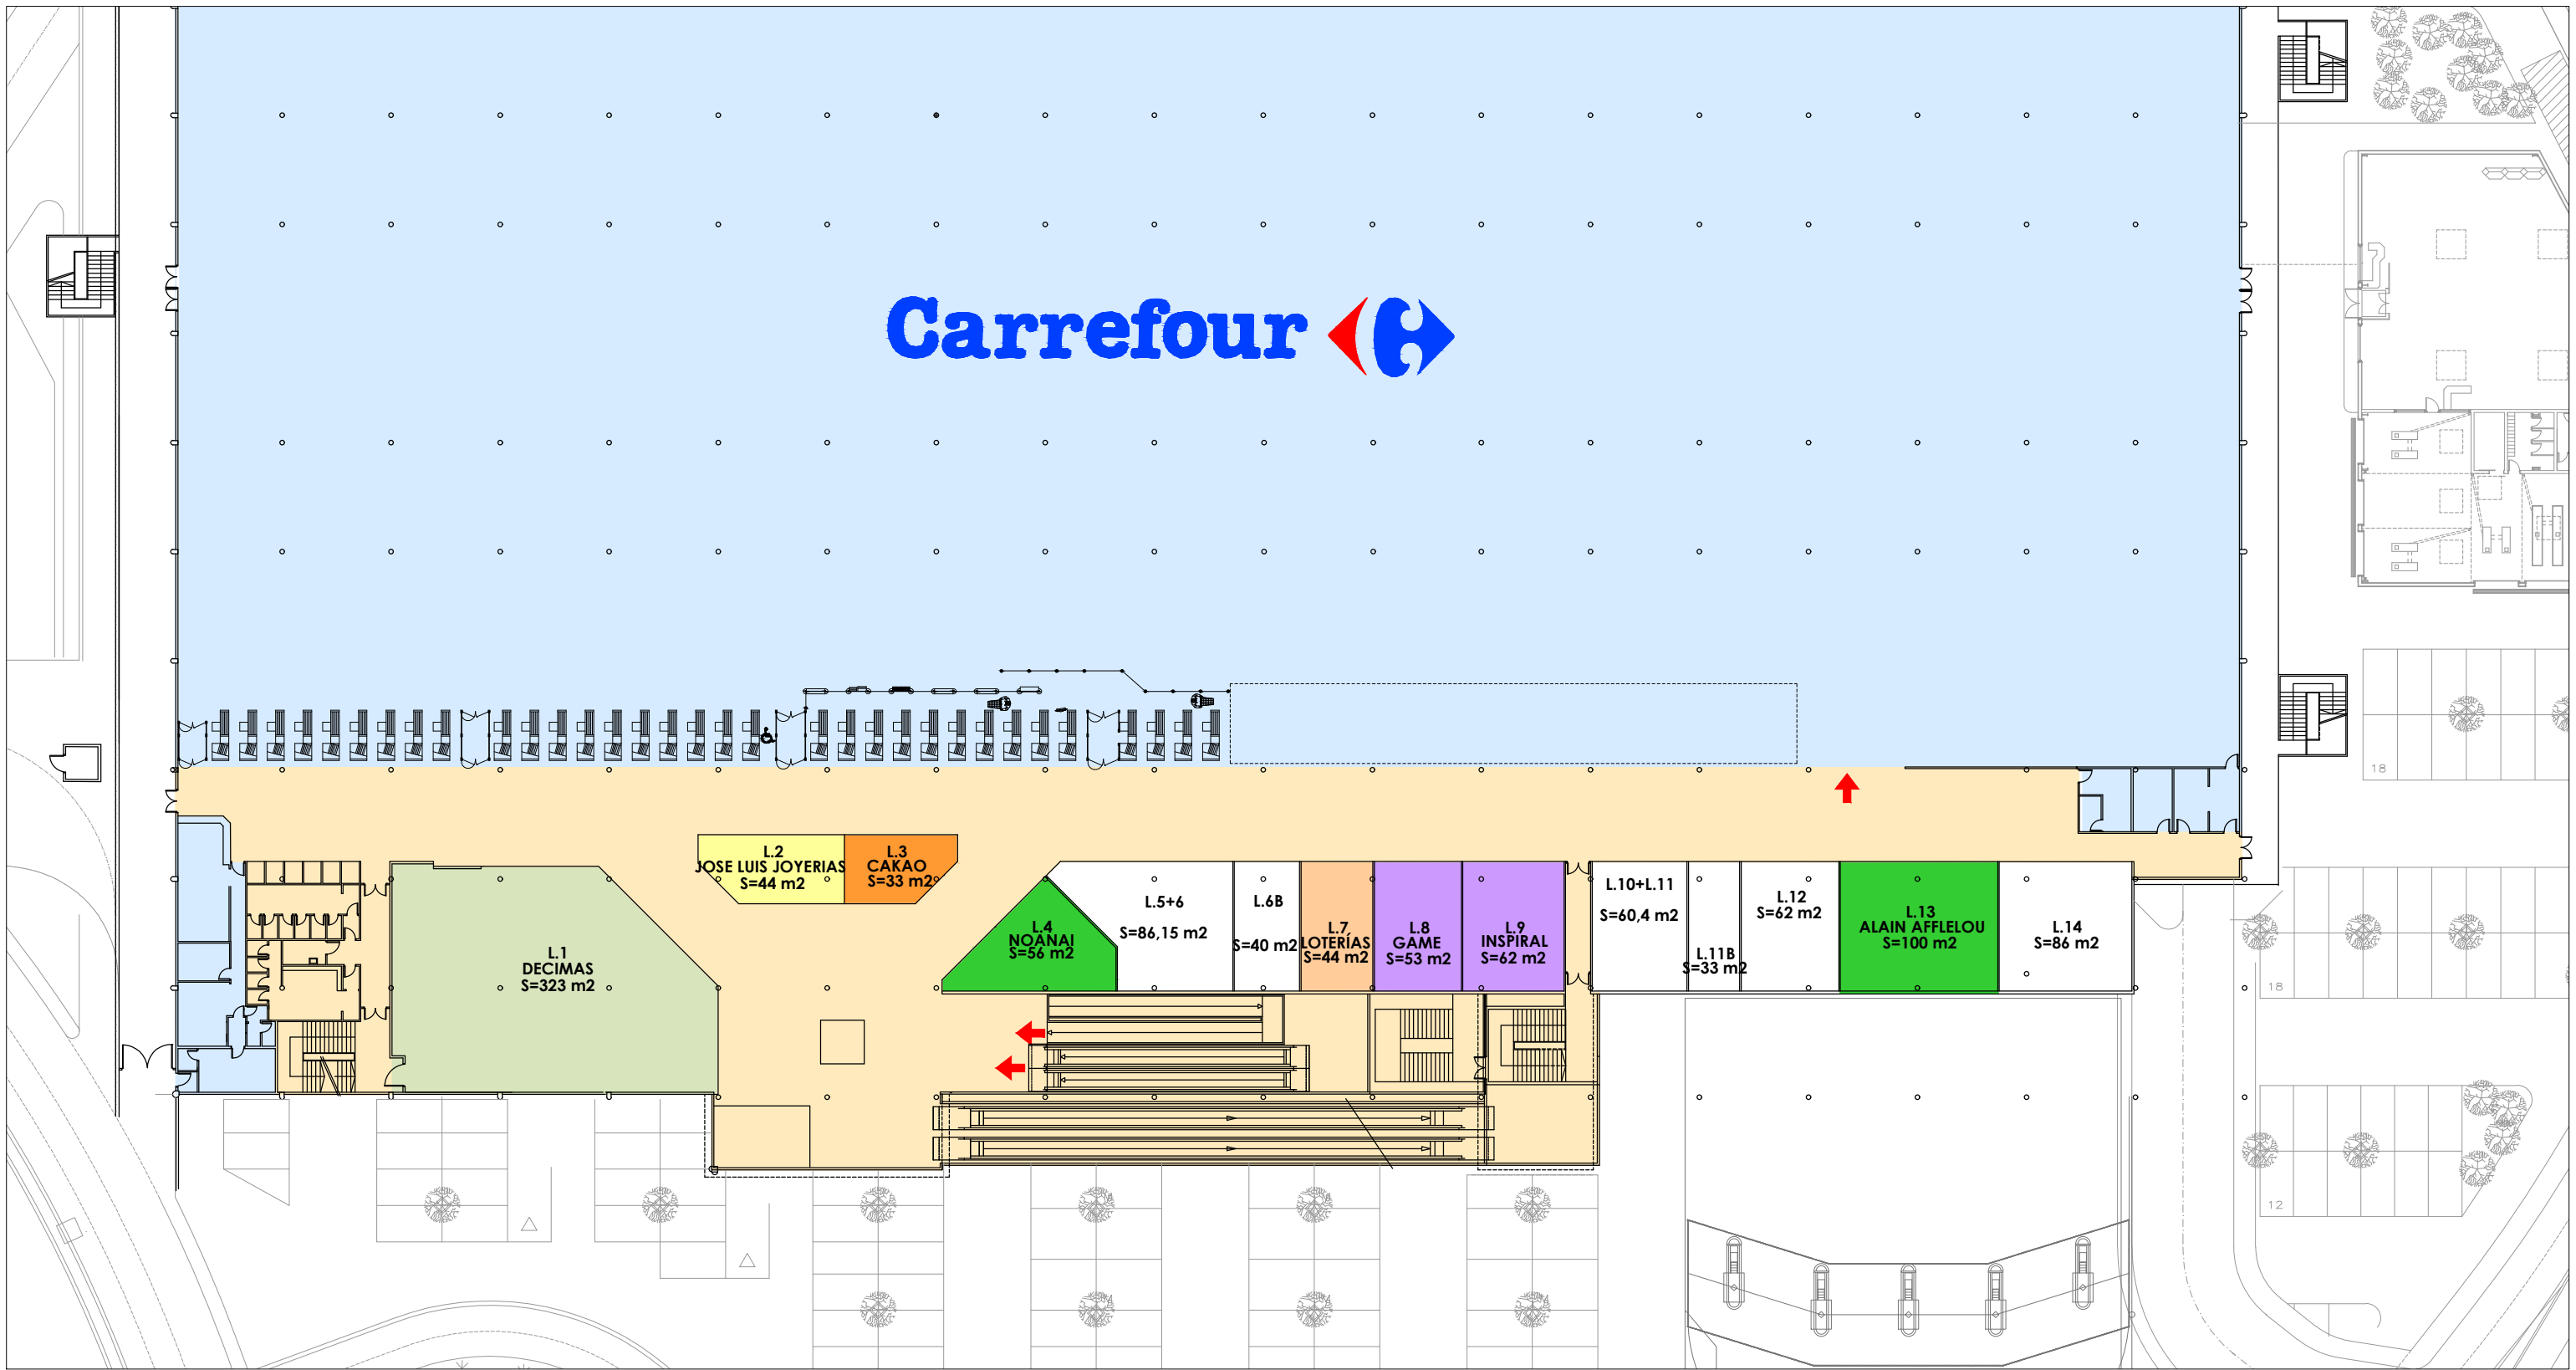 Carrefour
18
L.2
JOSE LUIS JOYERIAS
S=44 m2
L.3
CAKAO
S=33 m2
L.1
DECIMAS
S=323 m2
L.4
NOANAI
S=56 m2
L.5+6
S=86,15 m2
L.6B
S=40 m2
L.7
LOTERÍAS
S=44 m2
L.8
GAME
S=53 m2
L.9
INSPIRAL
S=62 m2
L.10+L.11
S=60,4 m2
L.11B
S=33 m2
L.12
S=62 m2
L.13
ALAIN AFFLELOU
S=100 m2
L.14
S=86 m2
18
12